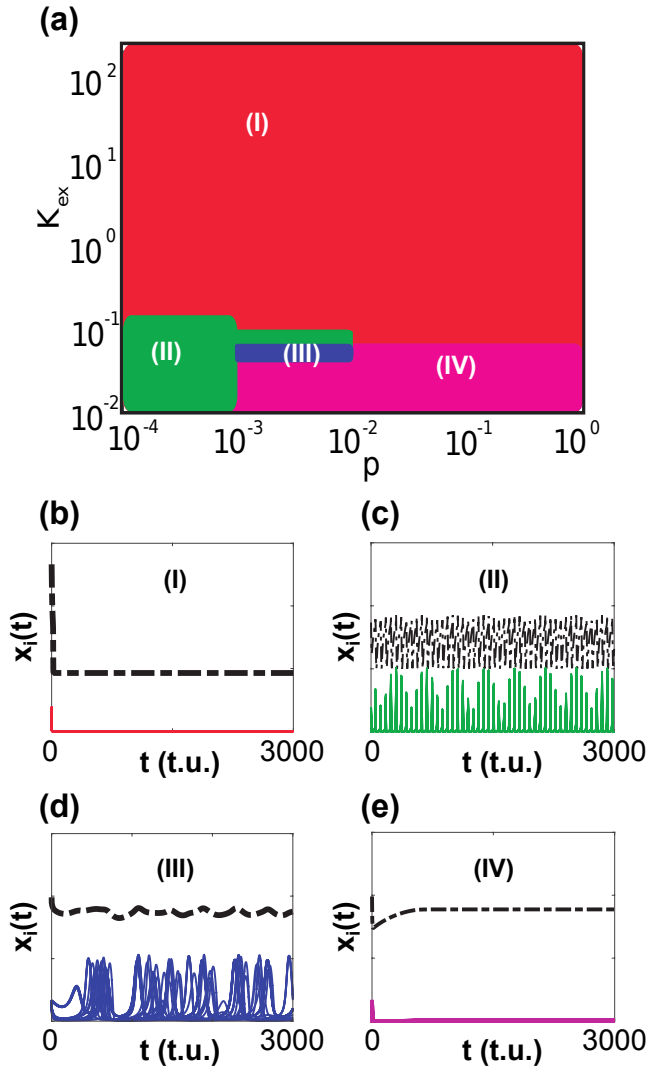 (a)
10^2
10^1
10^0
10^-1
10^-2
K_ex
(I)
(II)
(III)
(IV)
10^-4
10^-3
10^-2
10^-1
10^0
p
(b)
(c)
(I)
(II)
x_i(t)
x_i(t)
0
3000
0
3000
t (t.u.)
t (t.u.)
(d)
(e)
(III)
(IV)
x_i(t)
x_i(t)
0
3000
0
3000
t (t.u.)
t (t.u.)